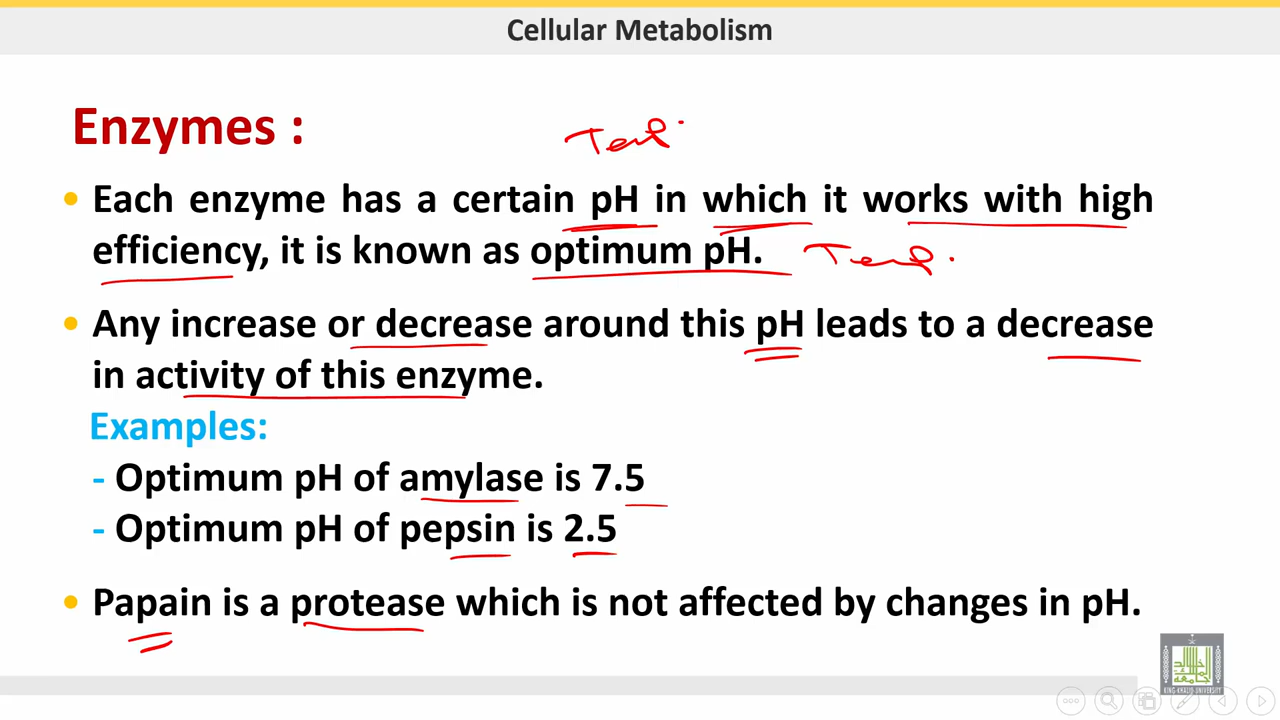 Cellular Metabolism
Enzymes :
• Each enzyme has a certain pH in which it works with high
efficiency, it is known as optimum pH.
• Any increase or decrease around this pH leads to a decrease
in activity of this enzyme.
Examples:
- Optimum pH of amylase is 7.5
- Optimum pH of pepsin is 2.5
• Papain is a protease which is not affected by changes in pH.
KING KHALID UNIVERSITY